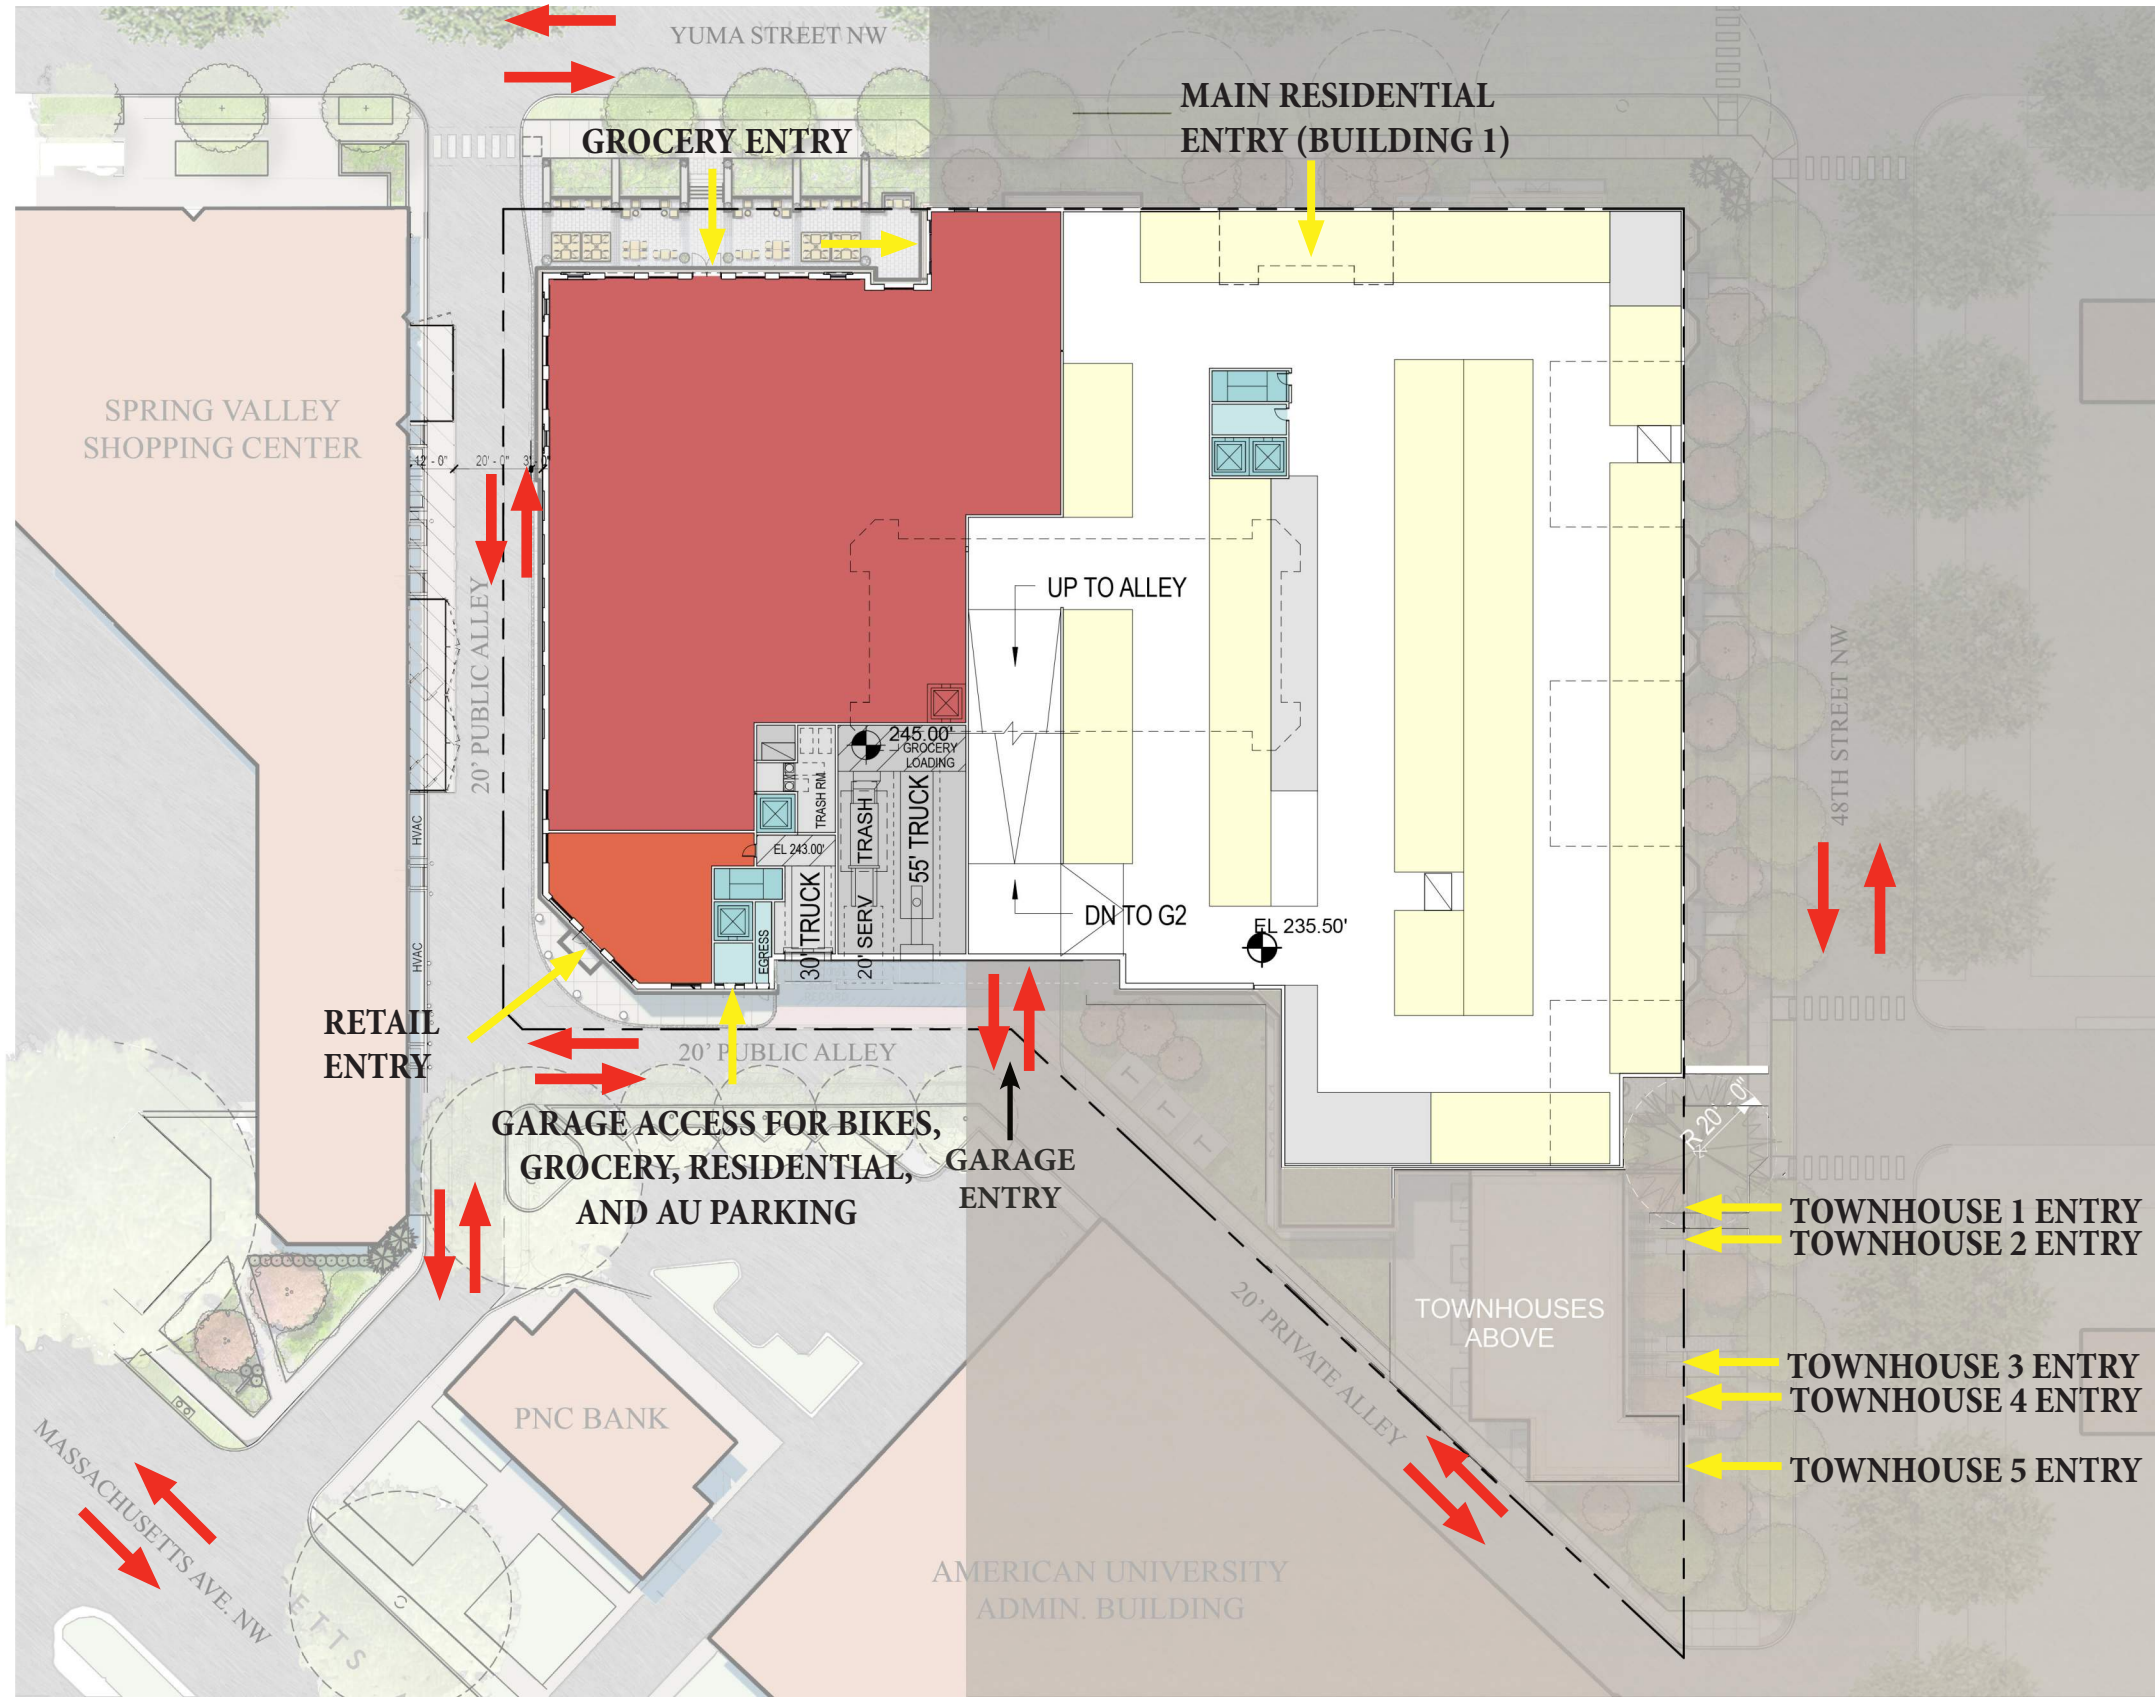 YUMA STREET NW
MAIN RESIDENTIAL
ENTRY (BUILDING 1)
GROCERY ENTRY
SPRING VALLEY
SHOPPING CENTER
12' - 0"
20' - 0"
3' - 0"
20' PUBLIC ALLEY
UP TO ALLEY
48TH STREET NW
245.00'
GROCERY
LOADING
TRASH RM.
TRASH
55' TRUCK
HVAC
EL 243.00'
30' TRUCK
20' SERV
EGRESS
DN TO G2
EL 235.50'
HVAC
RETAIL
ENTRY
20' PUBLIC ALLEY
R 20' - 0"
GARAGE ACCESS FOR BIKES,
GROCERY, RESIDENTIAL,
AND AU PARKING
GARAGE
ENTRY
TOWNHOUSE 1 ENTRY
TOWNHOUSE 2 ENTRY
20' PRIVATE ALLEY
TOWNHOUSES
ABOVE
TOWNHOUSE 3 ENTRY
TOWNHOUSE 4 ENTRY
PNC BANK
TOWNHOUSE 5 ENTRY
MASSACHUSETTS AVE. NW
ETTS
AMERICAN UNIVERSITY
ADMIN. BUILDING